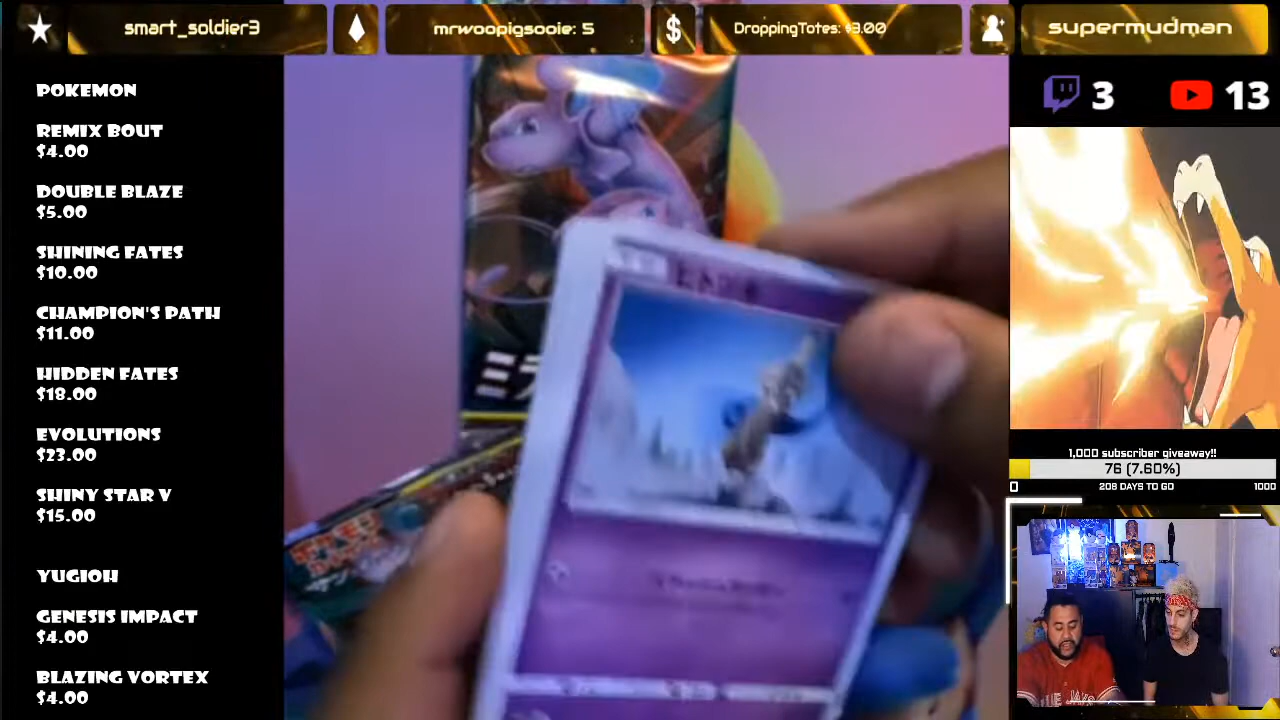 smart_soldier3
mrwoopigsooie: 5
$
DroppingTotes: $3.00
supermudman
3
13
POKEMON
REMIX BOUT
$4.00
DOUBLE BLAZE
$5.00
SHINING FATES
$10.00
CHAMPION'S PATH
$11.00
HIDDEN FATES
$18.00
EVOLUTIONS
$23.00
SHINY STAR V
$15.00
YUGIOH
GENESIS IMPACT
$4.00
BLAZING VORTEX
$4.00
ミ
1,000 subscriber giveaway!!
76 (7.60%)
0
208 DAYS TO GO
1000